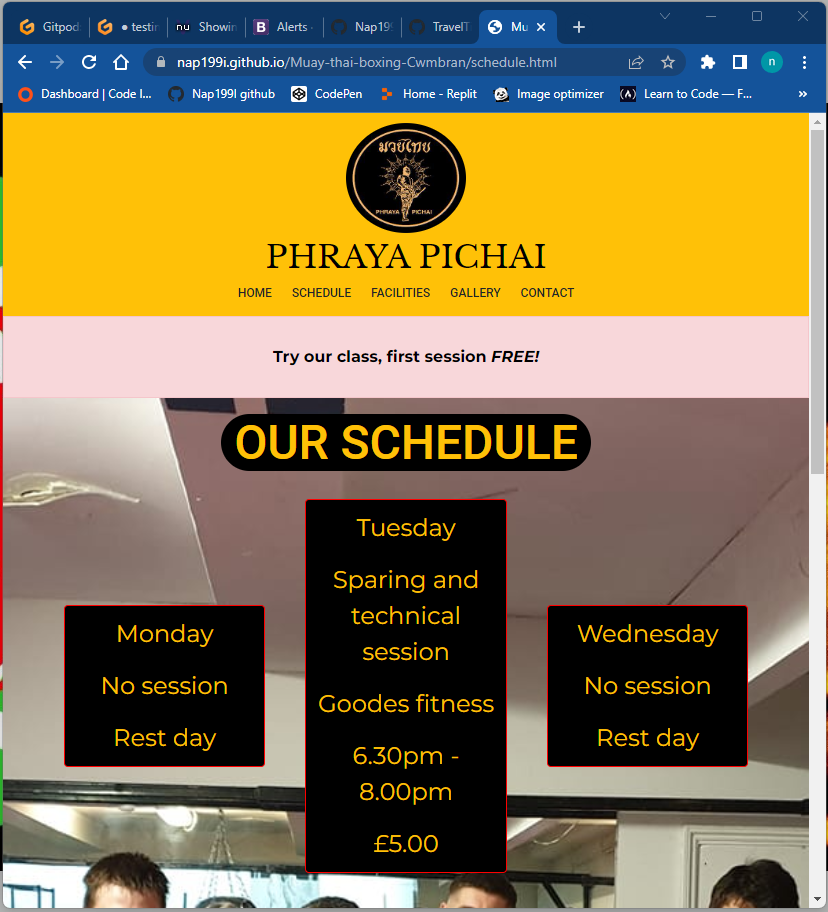 Gitpod
testin
nu Showin
B Alerts -
Nap199
TravelT
Mu
nap199i.github.io/Muay-thai-boxing-Cwmbran/schedule.html
n
Dashboard | Code I... Nap199I github CodePen Home - Replit Image optimizer Learn to Code — F... »
มวยไทย
PHRAYA PICHAI
PHRAYA PICHAI
HOME SCHEDULE FACILITIES GALLERY CONTACT
Try our class, first session FREE!
OUR SCHEDULE
Monday
No session
Rest day
Tuesday
Sparing and
technical
session
Goodes fitness
6.30pm -
8.00pm
£5.00
Wednesday
No session
Rest day